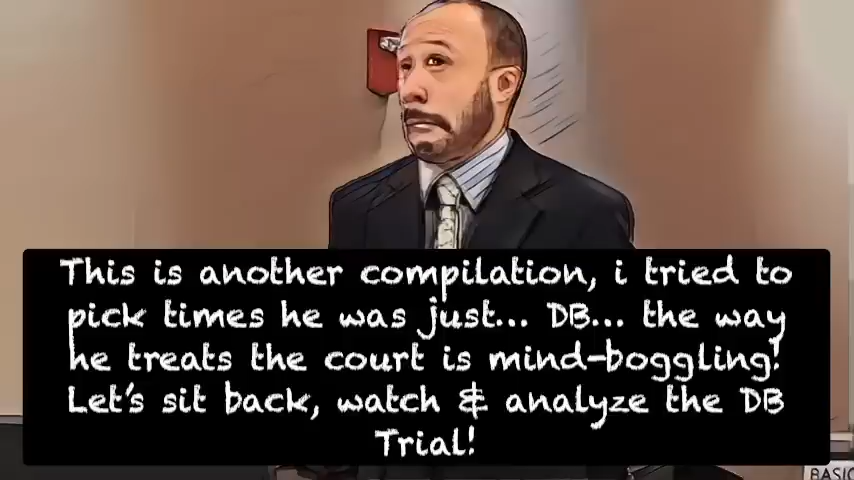 This is another compilation, i tried to
pick times he was just... DB... the way
he treats the court is mind-boggling!
Let's sit back, watch & analyze the DB
Trial!
BASIC